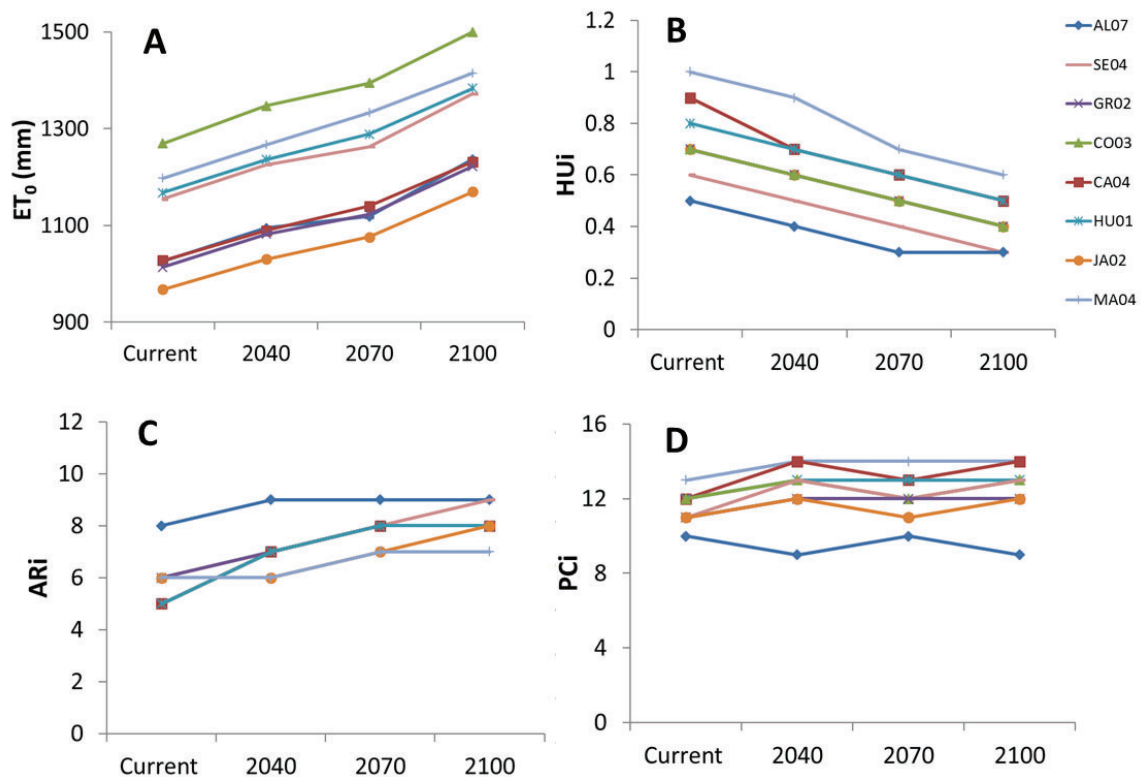 A
ET₀ (mm)
1500
1300
1100
900
Current 2040 2070 2100
B
HUi
1.2
1
0.8
0.6
0.4
0.2
0
Current 2040 2070 2100
AL07
SE04
GR02
CO03
CA04
HU01
JA02
MA04
C
ARi
12
10
8
6
4
2
0
Current 2040 2070 2100
D
PCi
16
12
8
4
0
Current 2040 2070 2100